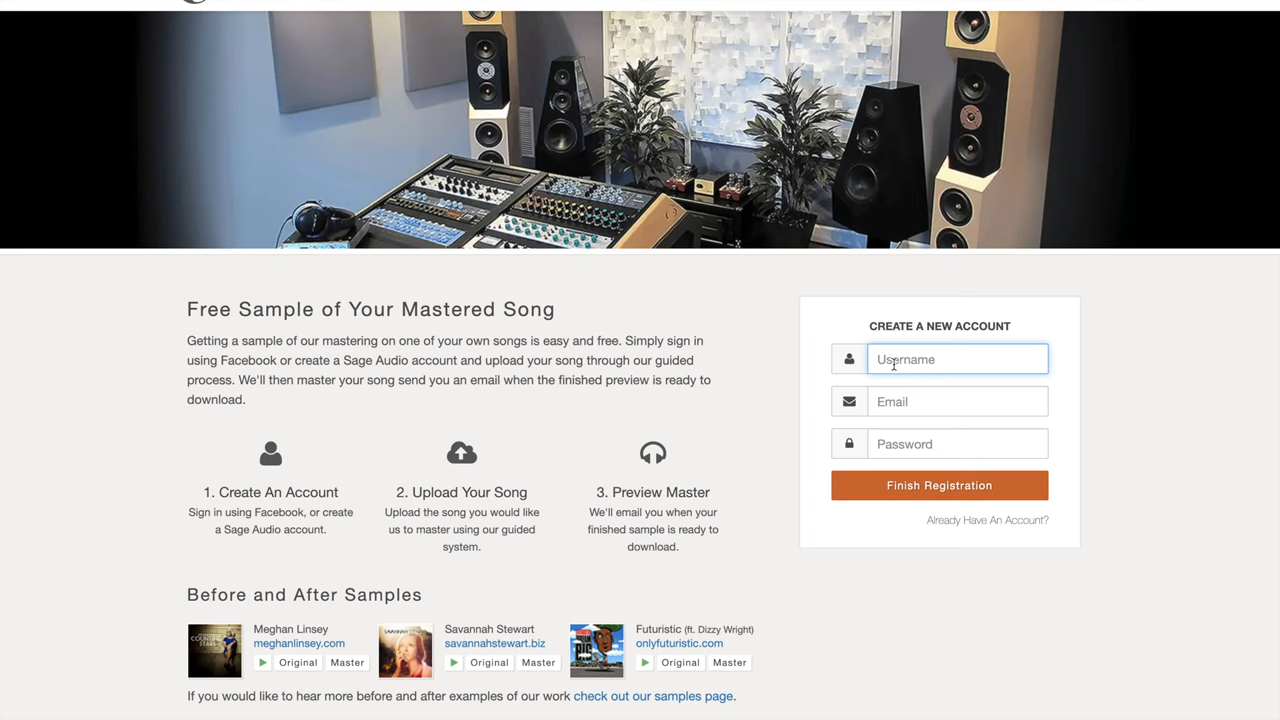 Free Sample of Your Mastered Song
Getting a sample of our mastering on one of your own songs is easy and free. Simply sign in
using Facebook or create a Sage Audio account and upload your song through our guided
process. We'll then master your song send you an email when the finished preview is ready to
download.
1. Create An Account
Sign in using Facebook, or create
a Sage Audio account.
2. Upload Your Song
Upload the song you would like
us to master using our guided
system.
3. Preview Master
We'll email you when your
finished sample is ready to
download.
CREATE A NEW ACCOUNT
Username
Email
Password
Finish Registration
Already Have An Account?
Before and After Samples
Meghan Linsey
meghanlinsey.com
Original Master
Savannah Stewart
savannahstewart.biz
Original Master
Futuristic (ft. Dizzy Wright)
onlyfuturistic.com
Original Master
If you would like to hear more before and after examples of our work check out our samples page.